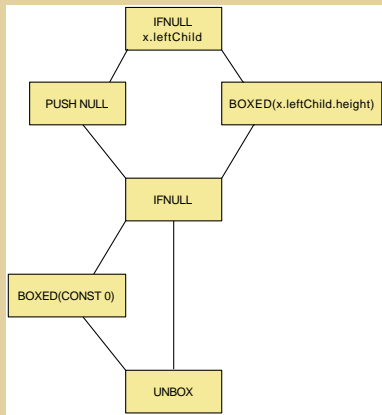 IFNULL
x.leftChild
PUSH NULL
BOXED(x.leftChild.height)
IFNULL
BOXED(CONST 0)
UNBOX